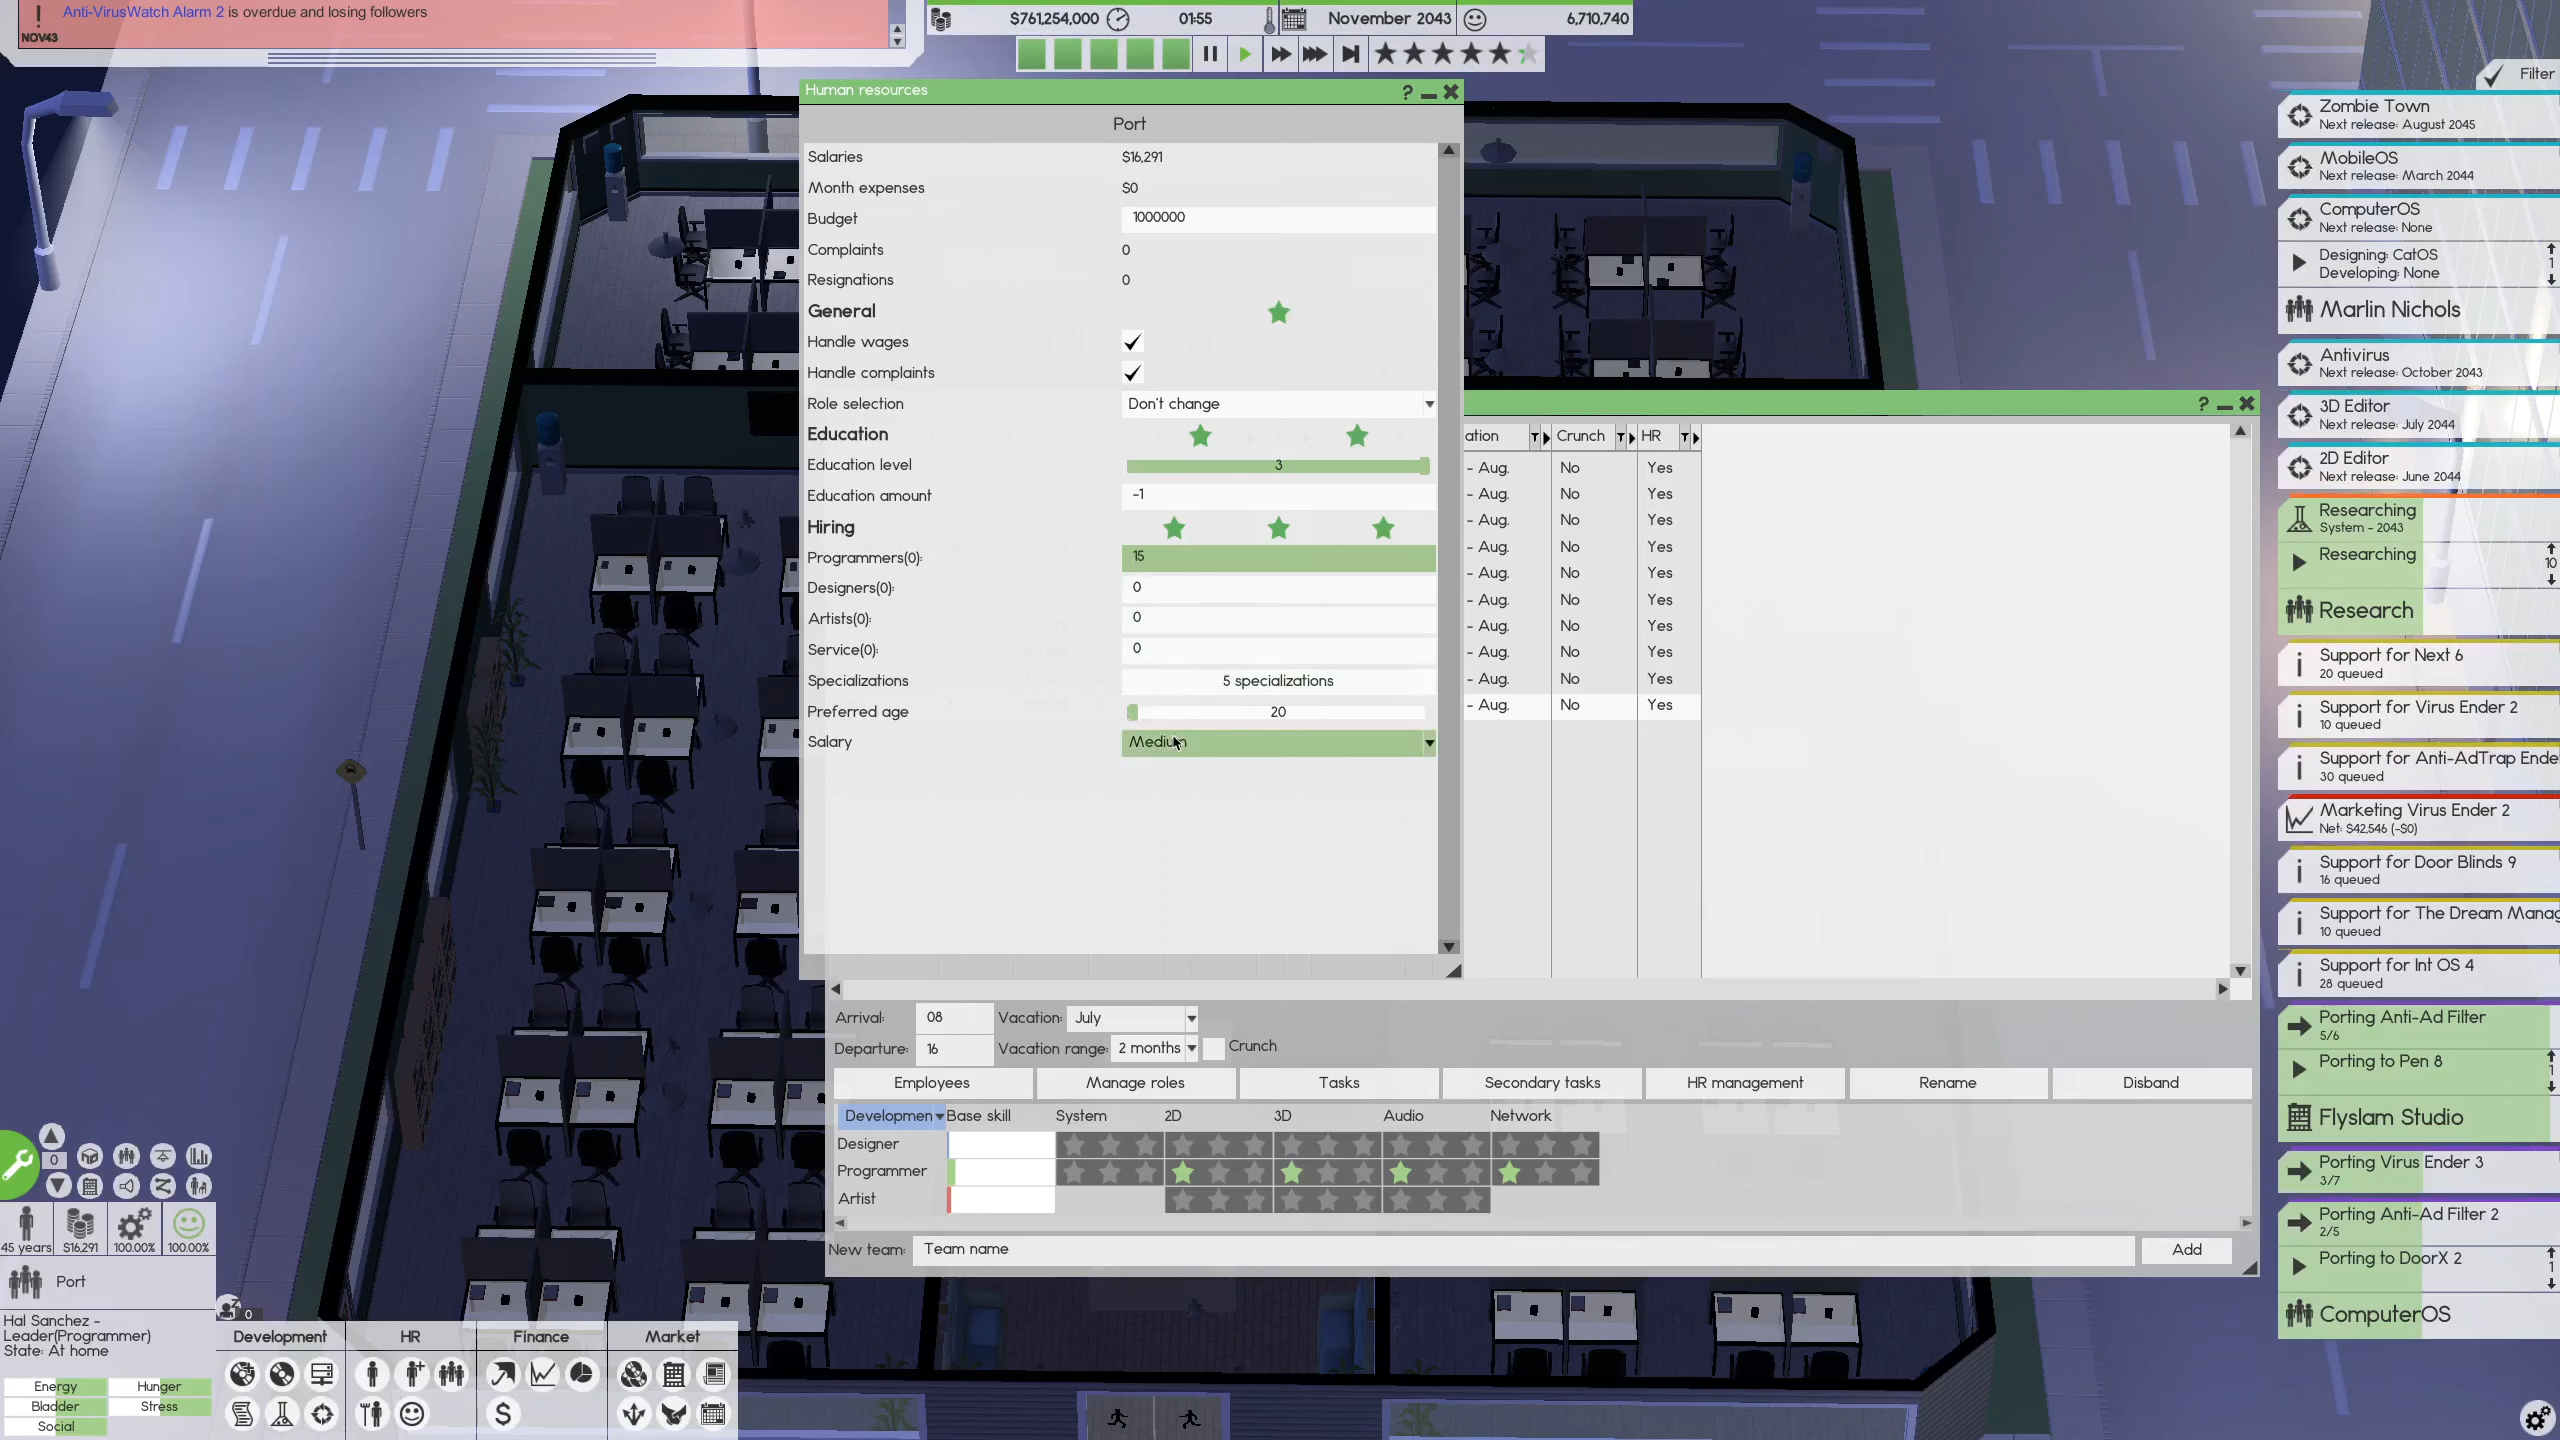 Anti-VirusWatch Alarm 2 is overdue and losing followers
NOV43
$761,254,000
01:55
November 2043
6,710,740
Filter
Human resources
?
Port
Salaries
$16,291
Month expenses
$0
Budget
1000000
Complaints
0
Resignations
0
General
Handle wages
Handle complaints
Role selection
Don't change
Education
Education level
3
Education amount
-1
Hiring
Programmers(0):
15
Designers(0):
0
Artists(0):
0
Service(0):
0
Specializations
5 specializations
Preferred age
20
Salary
Medium
?
ation
Crunch
HR
- Aug. No Yes
- Aug. No Yes
- Aug. No Yes
- Aug. No Yes
- Aug. No Yes
- Aug. No Yes
- Aug. No Yes
- Aug. No Yes
- Aug. No Yes
- Aug. No Yes
Arrival: 08 Vacation: July
Departure: 16 Vacation range: 2 months Crunch
Employees
Manage roles
Tasks
Secondary tasks
HR management
Rename
Disband
Developmen Base skill System 2D 3D Audio Network
Designer
Programmer
Artist
New team: Team name Add
Zombie Town
Next release: August 2045
MobileOS
Next release: March 2044
ComputerOS
Next release: None
Designing: CatOS
Developing: None
1
Marlin Nichols
Antivirus
Next release: October 2043
3D Editor
Next release: July 2044
2D Editor
Next release: June 2044
Researching
System - 2043
Researching
10
Research
Support for Next 6
20 queued
Support for Virus Ender 2
10 queued
Support for Anti-AdTrap Ende
30 queued
Marketing Virus Ender 2
Net: $42,546 (-$0)
Support for Door Blinds 9
16 queued
Support for The Dream Manag
10 queued
Support for Int OS 4
28 queued
Porting Anti-Ad Filter
5/6
Porting to Pen 8
1
Flyslam Studio
Porting Virus Ender 3
3/7
Porting Anti-Ad Filter 2
2/5
Porting to DoorX 2
1
ComputerOS
0
45 years
$16,291
100.00%
100.00%
Port
Hal Sanchez -
Leader(Programmer)
State: At home
Energy
Hunger
Bladder
Stress
Social
0
Development
HR
Finance
Market